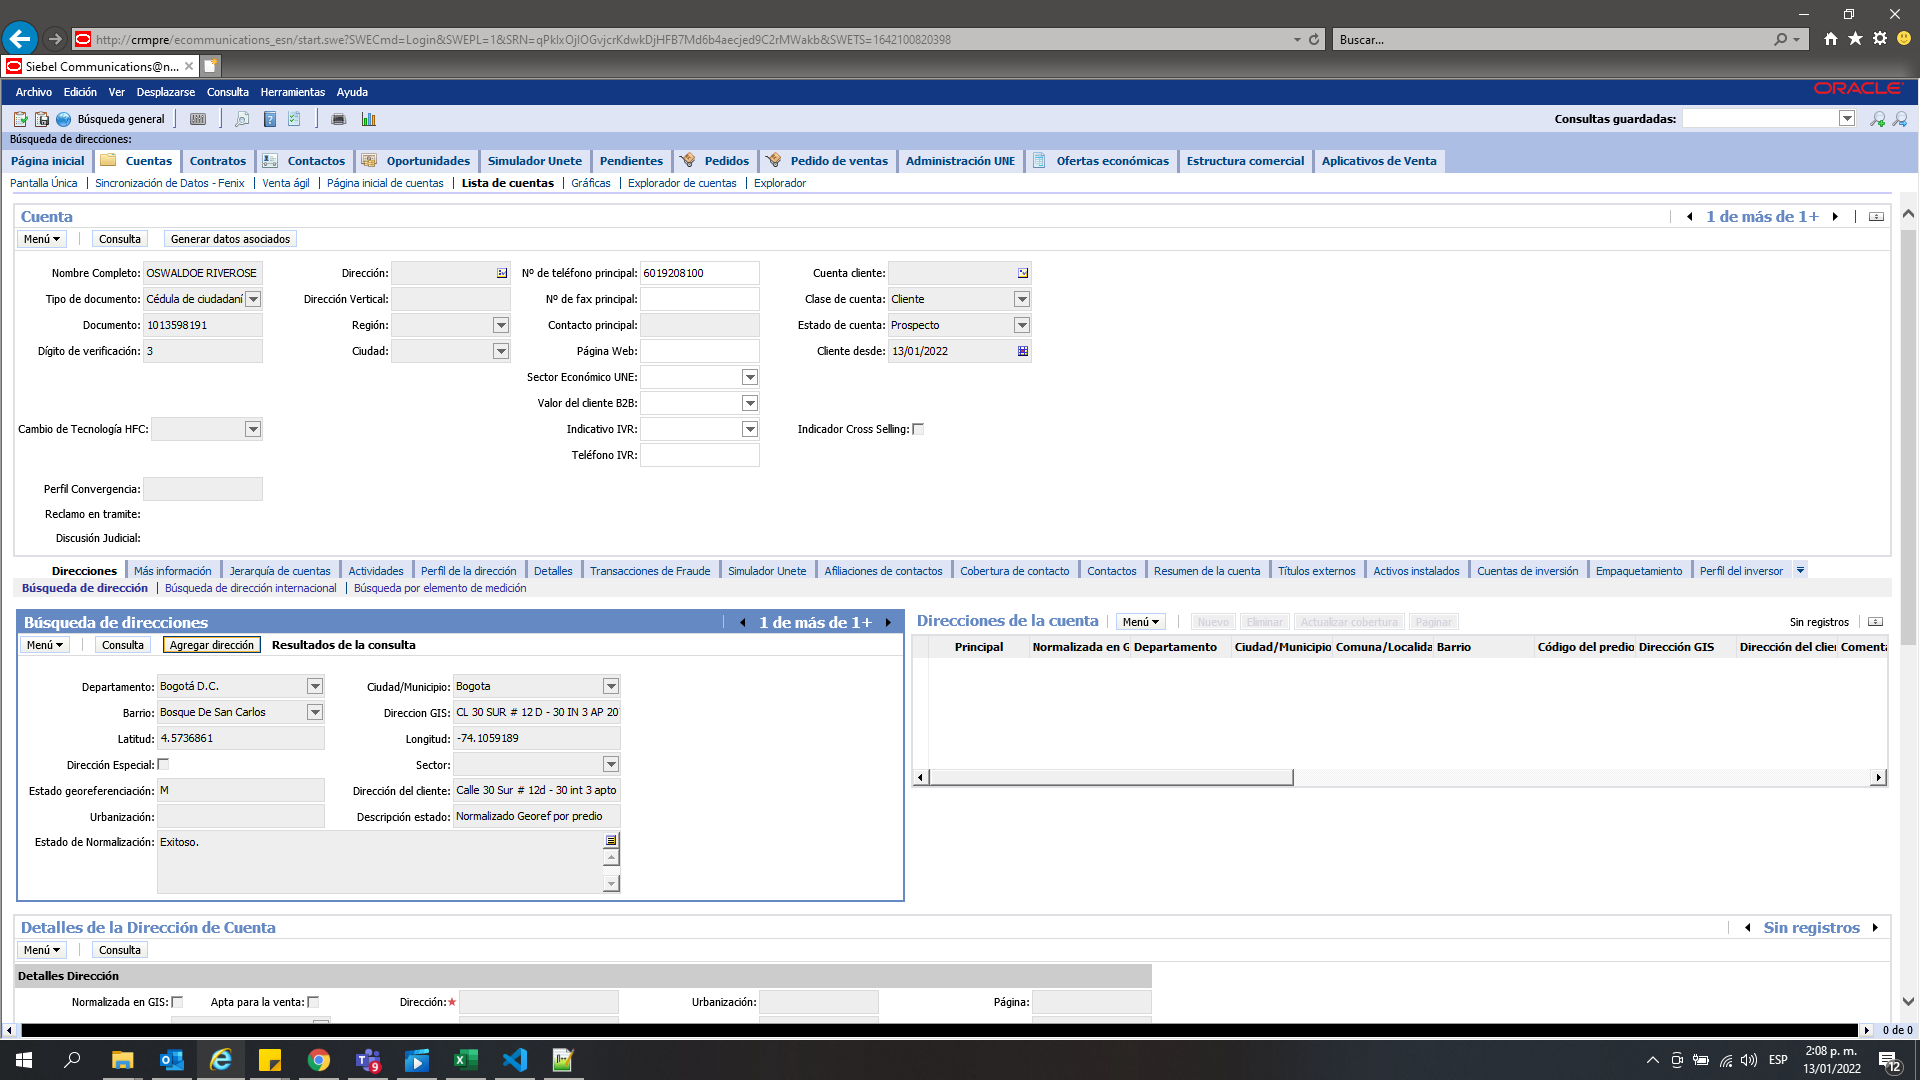 http://crmpre/ecommunications_esn/start.swe?SWECmd=Login&SWEPL=1&SRN=qPkIxOjlOGvjcrKdwkDjHFB7Md6b4aecjed9C2rMWakb&SWETS=1642100820398
Buscar...
Siebel Communications@n...
Archivo Edición Ver Desplazarse Consulta Herramientas Ayuda
ORACLE
Búsqueda general
Consultas guardadas:
Búsqueda de direcciones:
Página inicial Cuentas Contratos Contactos Oportunidades Simulador Unete Pendientes Pedidos Pedido de ventas Administración UNE Ofertas económicas Estructura comercial Aplicativos de Venta
Pantalla Única Sincronización de Datos - Fenix Venta ágil Página inicial de cuentas Lista de cuentas Gráficas Explorador de cuentas Explorador
Cuenta 1 de más de 1+
Menú Consulta Generar datos asociados
Nombre Completo: OSWALDOE RIVEROSE Dirección: Nº de teléfono principal: 6019208100 Cuenta cliente:
Tipo de documento: Cédula de ciudadaní Dirección Vertical: Nº de fax principal: Clase de cuenta: Cliente
Documento: 1013598191 Región: Contacto principal: Estado de cuenta: Prospecto
Dígito de verificación: 3 Ciudad: Página Web: Cliente desde: 13/01/2022
Sector Económico UNE:
Valor del cliente B2B:
Cambio de Tecnología HFC: Indicativo IVR: Indicador Cross Selling:
Teléfono IVR:
Perfil Convergencia:
Reclamo en tramite:
Discusión Judicial:
Direcciones Más información Jerarquía de cuentas Actividades Perfil de la dirección Detalles Transacciones de Fraude Simulador Unete Afiliaciones de contactos Cobertura de contacto Contactos Resumen de la cuenta Títulos externos Activos instalados Cuentas de inversión Empaquetamiento Perfil del inversor
Búsqueda de dirección Búsqueda de dirección internacional Búsqueda por elemento de medición
Búsqueda de direcciones 1 de más de 1+
Menú Consulta Agregar dirección Resultados de la consulta
Departamento: Bogotá D.C. Ciudad/Municipio: Bogota
Barrio: Bosque De San Carlos Direccion GIS: CL 30 SUR # 12 D - 30 IN 3 AP 20
Latitud: 4.5736861 Longitud: -74.1059189
Dirección Especial: Sector:
Estado georeferenciación: M Dirección del cliente: Calle 30 Sur # 12d - 30 int 3 apto
Urbanización: Descripción estado: Normalizado Georef por predio
Estado de Normalización: Exitoso.
Direcciones de la cuenta Menú Nuevo Eliminar Actualizar cobertura Paginar Sin registros
Principal Normalizada en G Departamento Ciudad/Municipio Comuna/Localida Barrio Código del predio Dirección GIS Dirección del clie Coment
Detalles de la Dirección de Cuenta Sin registros
Menú Consulta
Detalles Dirección
Normalizada en GIS: Apta para la venta: Dirección:★ Urbanización: Página:
0 de 0
9
ESP
2:08 p. m.
13/01/2022
12